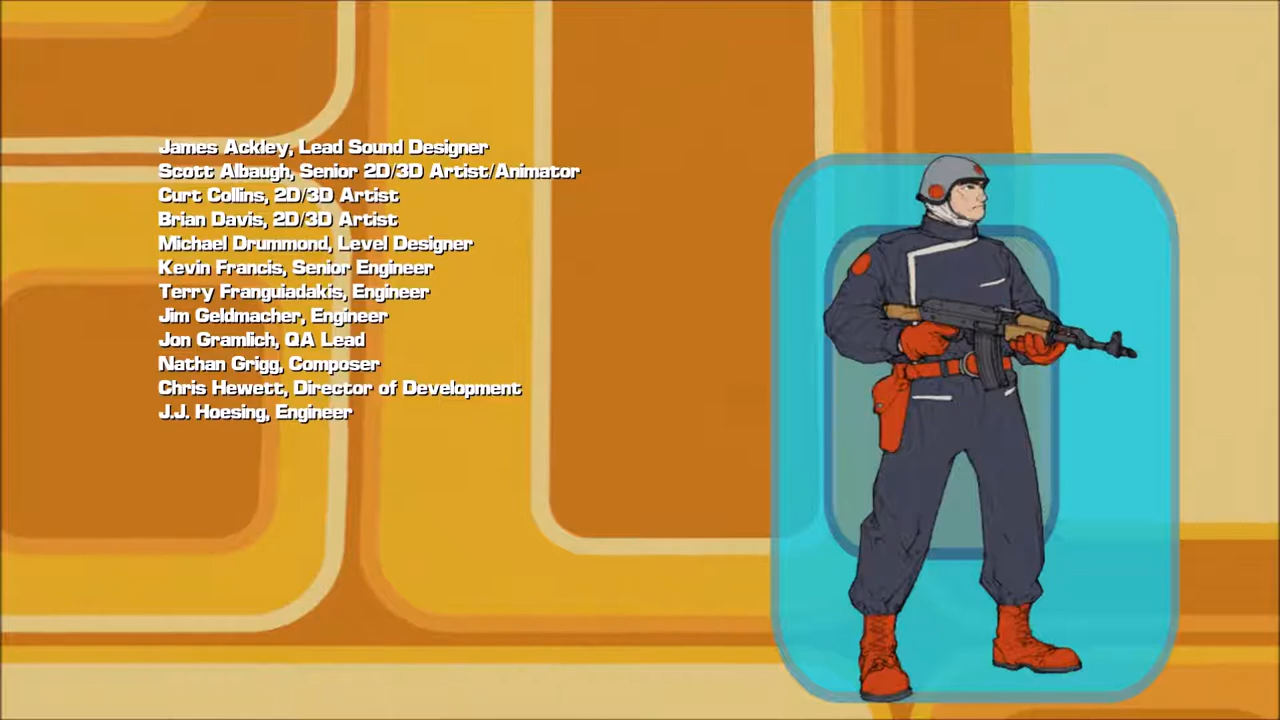 James Ackley, Lead Sound Designer
Scott Albaugh, Senior 2D/3D Artist/Animator
Curt Collins, 2D/3D Artist
Brian Davis, 2D/3D Artist
Michael Drummond, Level Designer
Kevin Francis, Senior Engineer
Terry Franguiadakis, Engineer
Jim Geldmacher, Engineer
Jon Gramlich, QA Lead
Nathan Grigg, Composer
Chris Hewett, Director of Development
J.J. Hoesing, Engineer